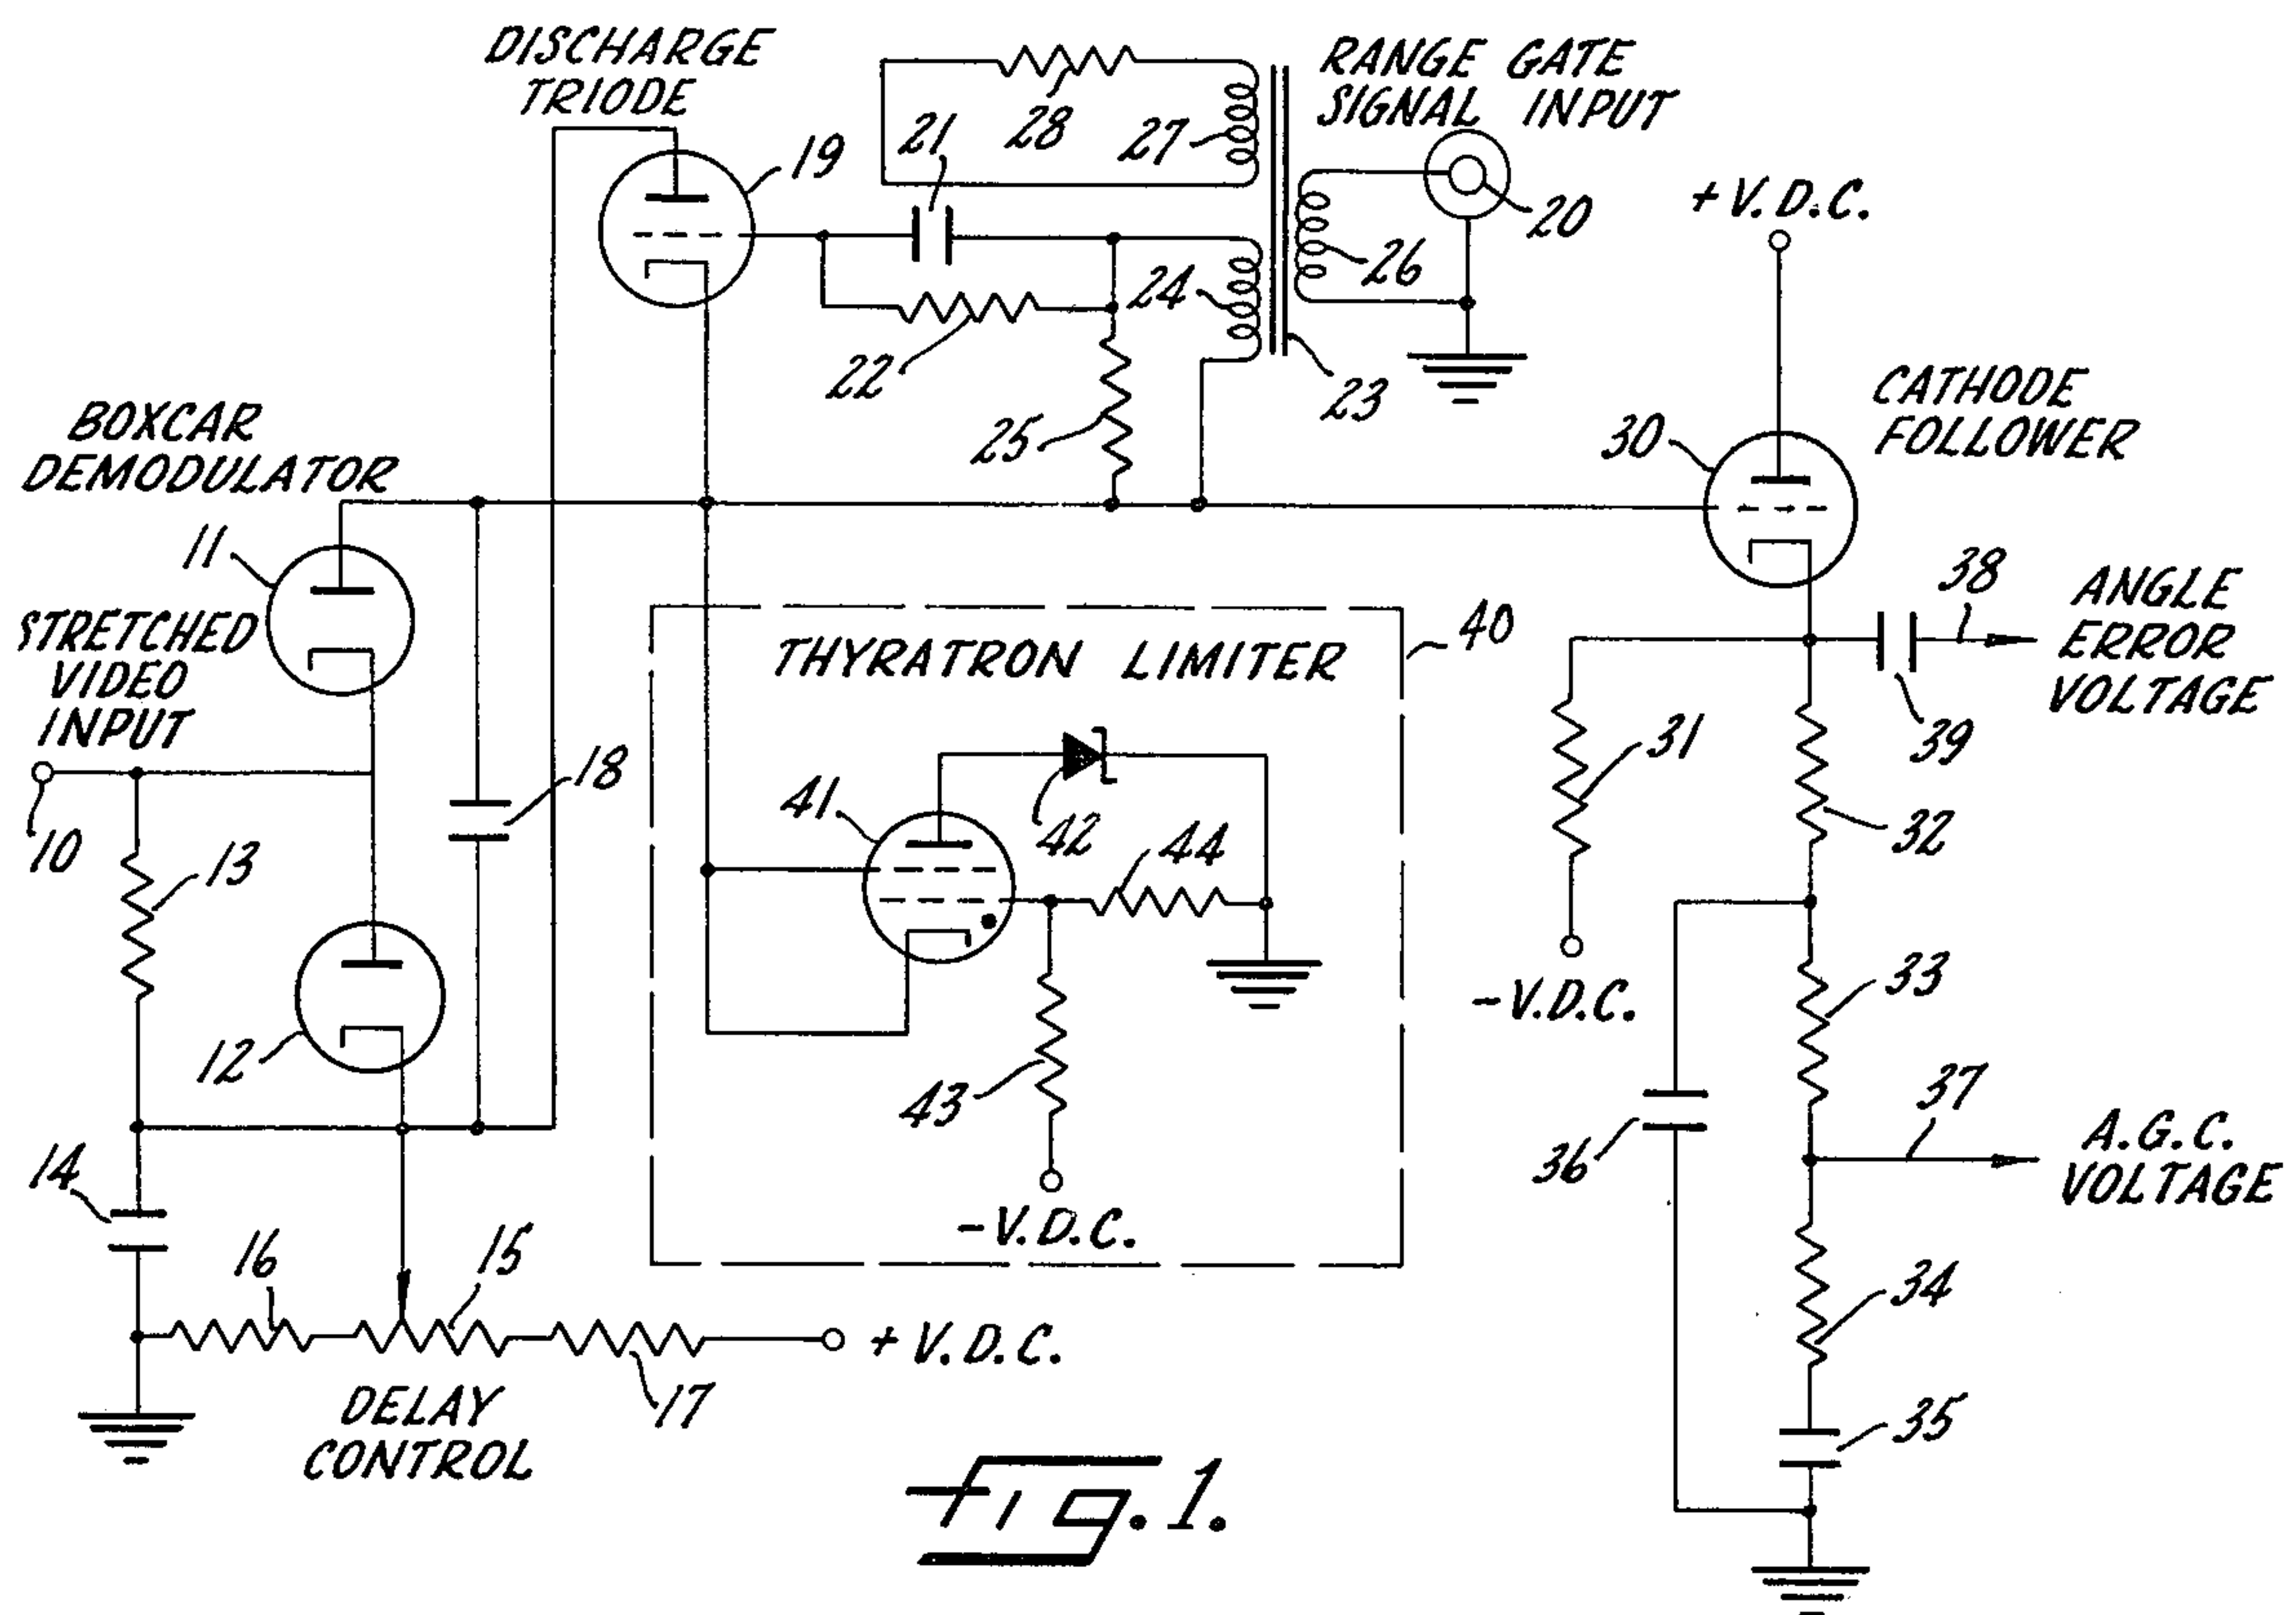 DISCHARGE
TRIODE
RANGE GATE
SIGNAL INPUT
19
21
28
27
20
26
24
22
25
23
+ V.D.C.
CATHODE
FOLLOWER
30
BOXCAR
DEMODULATOR
11
STRETCHED
VIDEO
INPUT
10
13
18
12
14
16
15
17
+ V.D.C.
DELAY
CONTROL
THYRATRON LIMITER
40
41
42
44
43
-V.D.C.
38
ANGLE
ERROR
VOLTAGE
39
31
32
-V.D.C.
33
36
37
A.G.C.
VOLTAGE
34
35
Fig. 1.